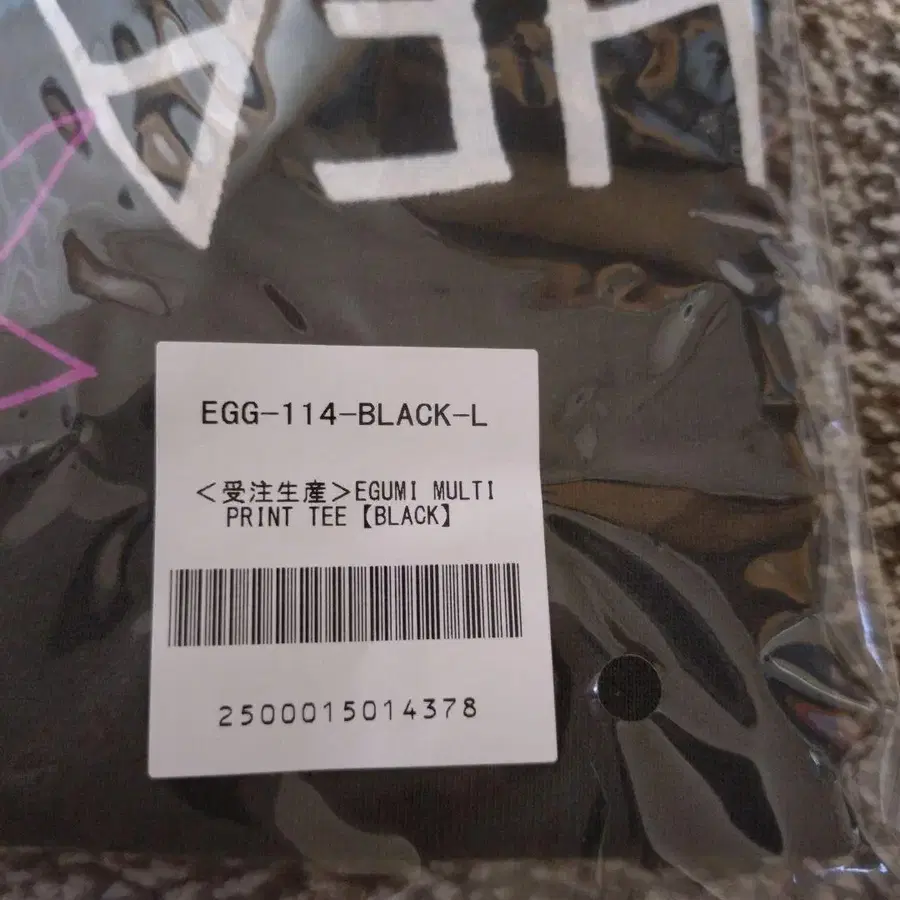 EGG-114-BLACK-L
＜受注生産＞EGUMI MULTI
PRINT TEE【BLACK】
2500015014378